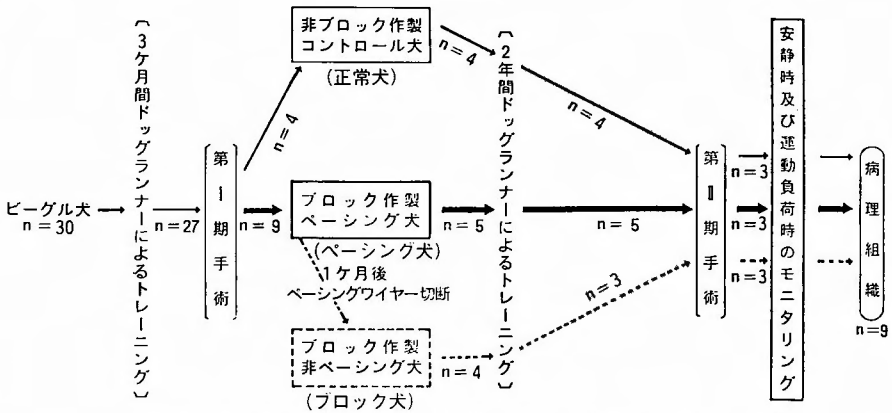 ビーグル犬
n=30
〔3ケ月間ドッグランナーによるトレーニング〕
n=27
〔第Ⅰ期手術〕
n=4
非ブロック作製
コントロール犬
(正常犬)
n=4
n=9
ブロック作製
ペーシング犬
(ペーシング犬)
n=5
1ケ月後
ペーシングワイヤー切断
ブロック作製
非ペーシング犬
(ブロック犬)
n=4
〔2年間ドッグランナーによるトレーニング〕
n=4
n=5
n=3
〔第Ⅱ期手術〕
n=3
n=3
n=3
安静時及び運動負荷時のモニタリング
病理組織
n=9